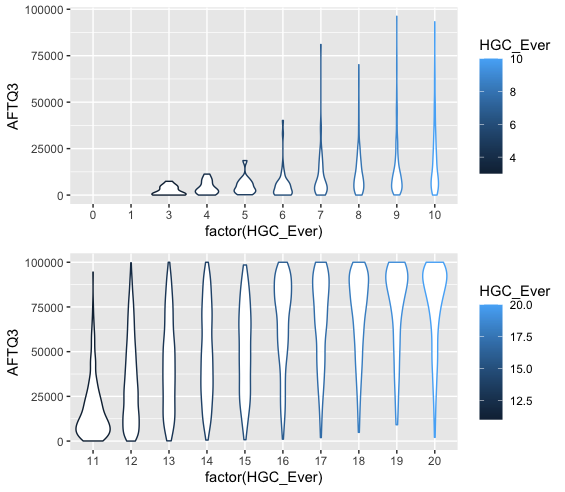 100000
75000
50000
25000
0
AFTQ3
0 1 3 4 5 6 7 8 9 10
factor(HGC_Ever)
HGC_Ever
10
8
6
4
100000
75000
50000
25000
0
AFTQ3
11 12 13 14 15 16 17 18 19 20
factor(HGC_Ever)
HGC_Ever
20.0
17.5
15.0
12.5